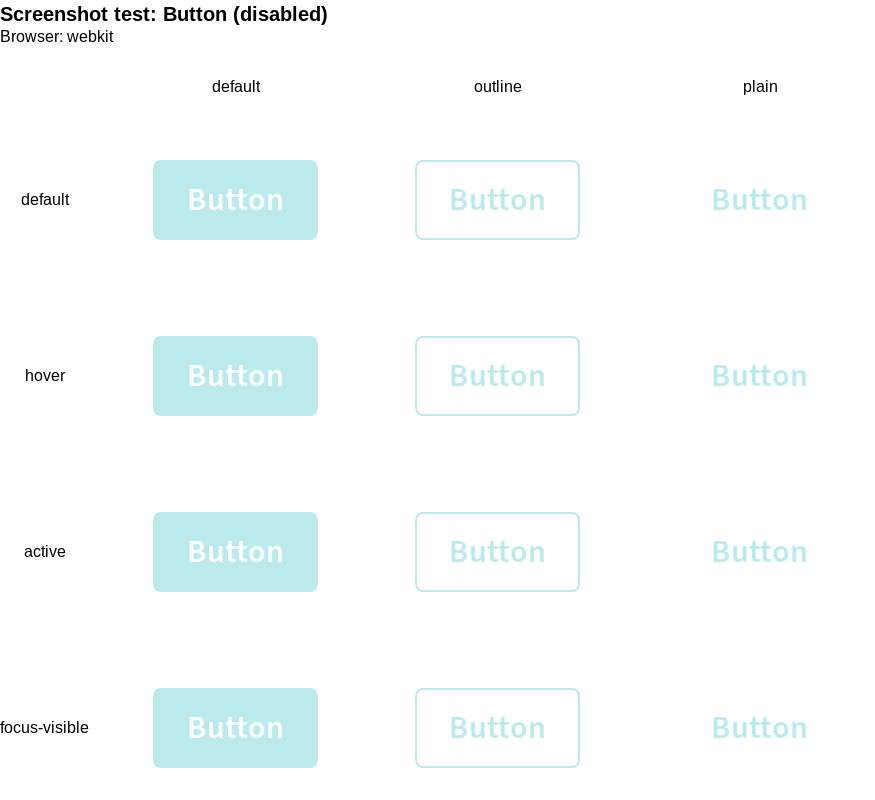 Screenshot test: Button (disabled)
Browser: webkit
default outline plain
default Button Button Button
hover Button Button Button
active Button Button Button
focus-visible Button Button Button